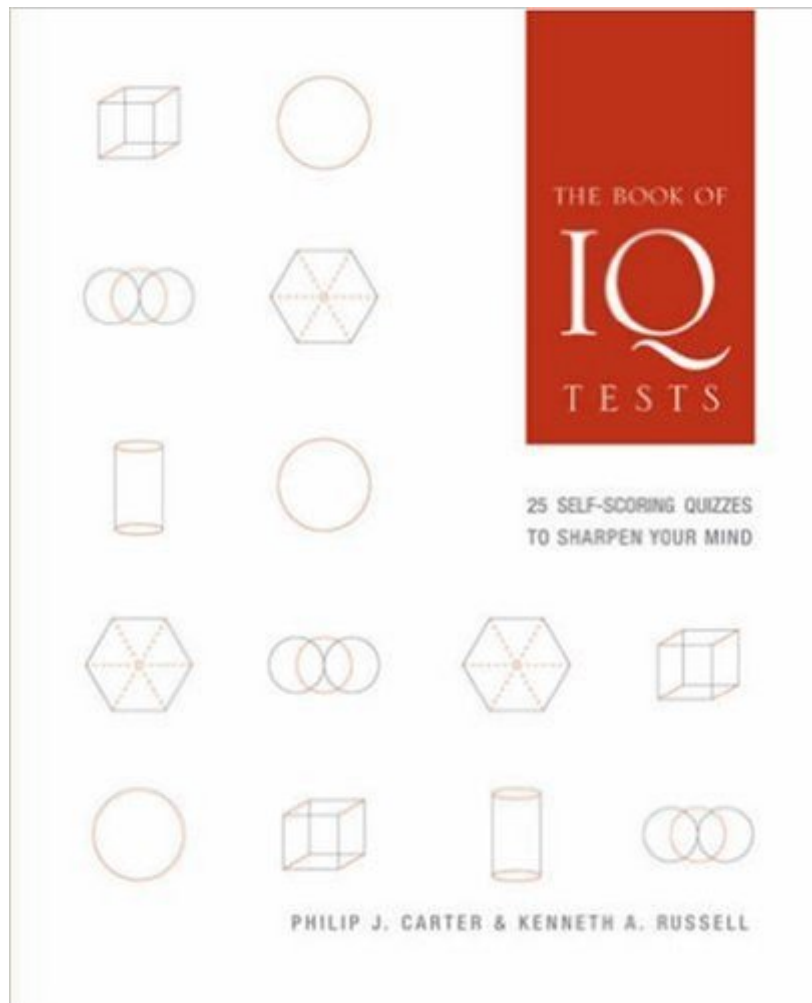 THE BOOK OF
IQ
TESTS
25 SELF-SCORING QUIZZES
TO SHARPEN YOUR MIND
PHILIP J. CARTER & KENNETH A. RUSSELL